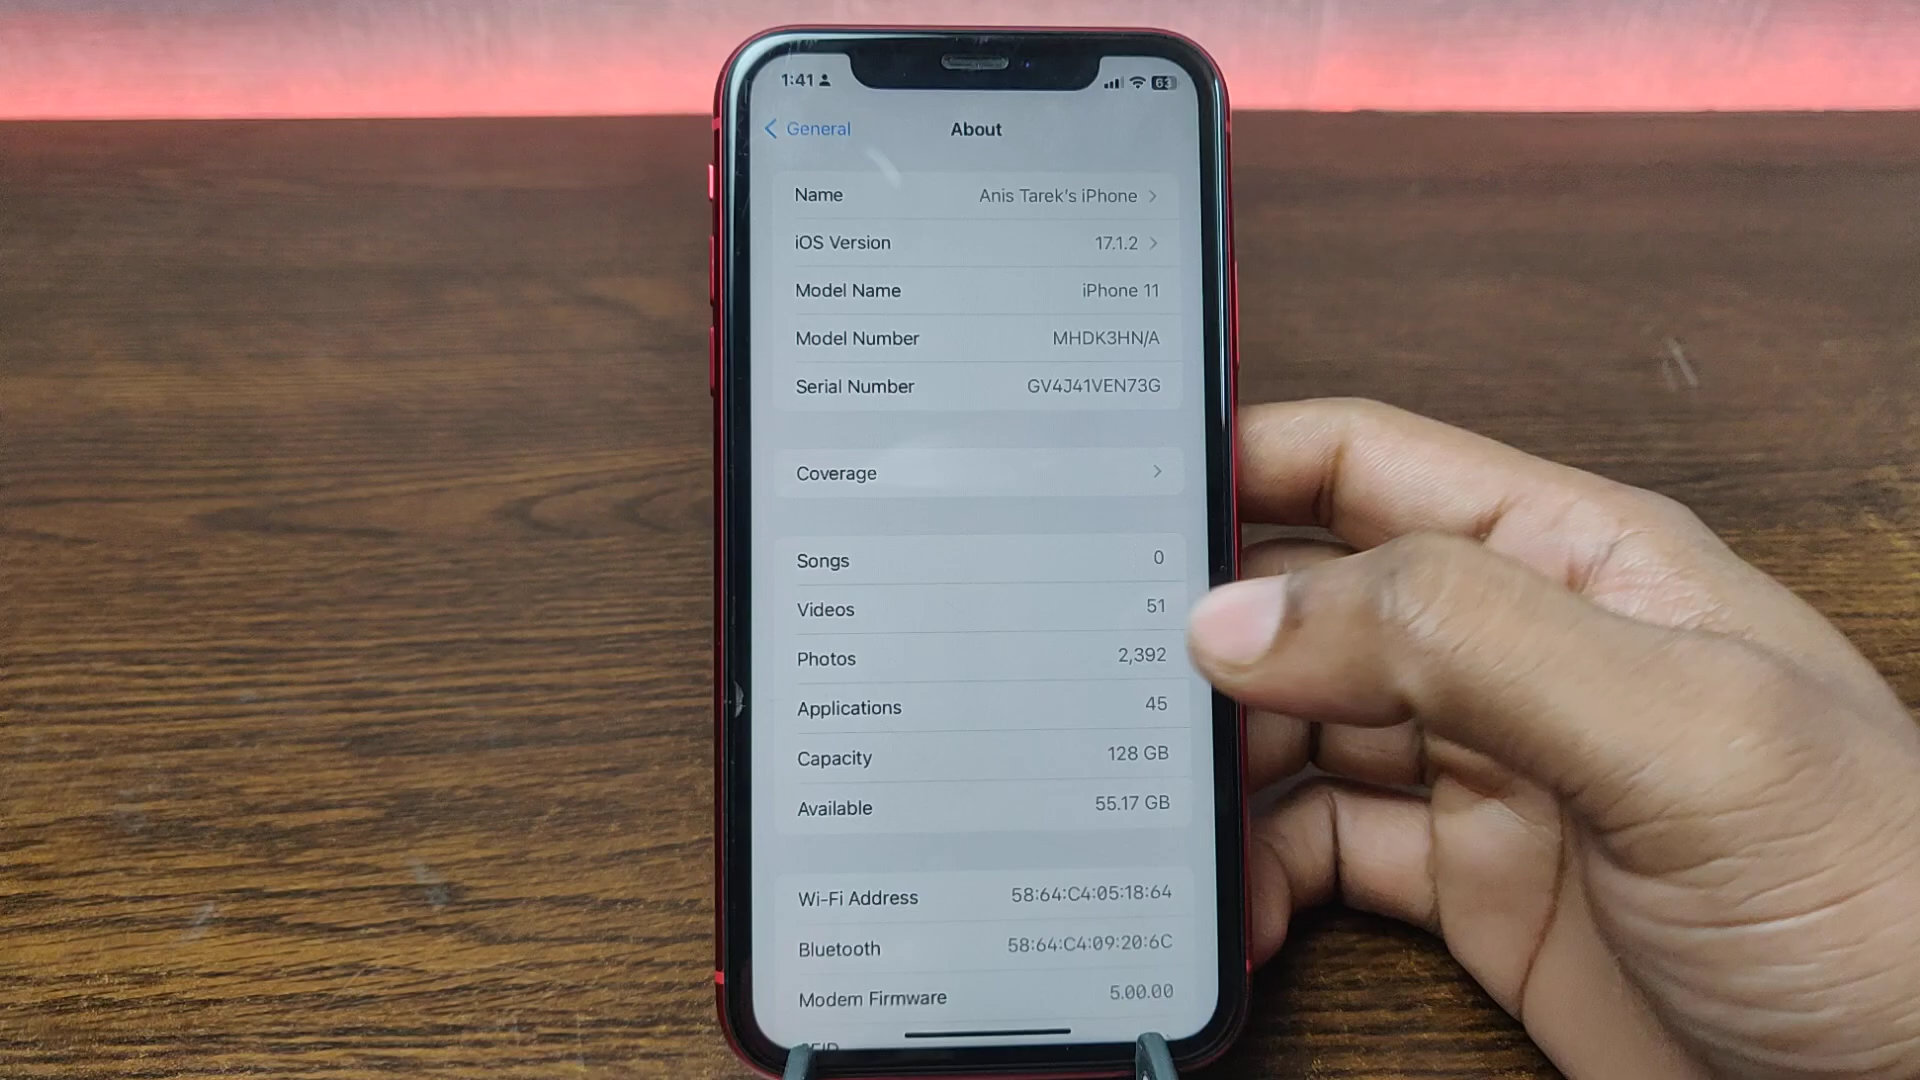 1:41 63
General About
Name Anis Tarek's iPhone
iOS Version 17.1.2
Model Name iPhone 11
Model Number MHDK3HN/A
Serial Number GV4J41VEN73G
Coverage
Songs 0
Videos 51
Photos 2,392
Applications 45
Capacity 128 GB
Available 55.17 GB
Wi-Fi Address 58:64:C4:05:18:64
Bluetooth 58:64:C4:09:20:6C
Modem Firmware 5.00.00